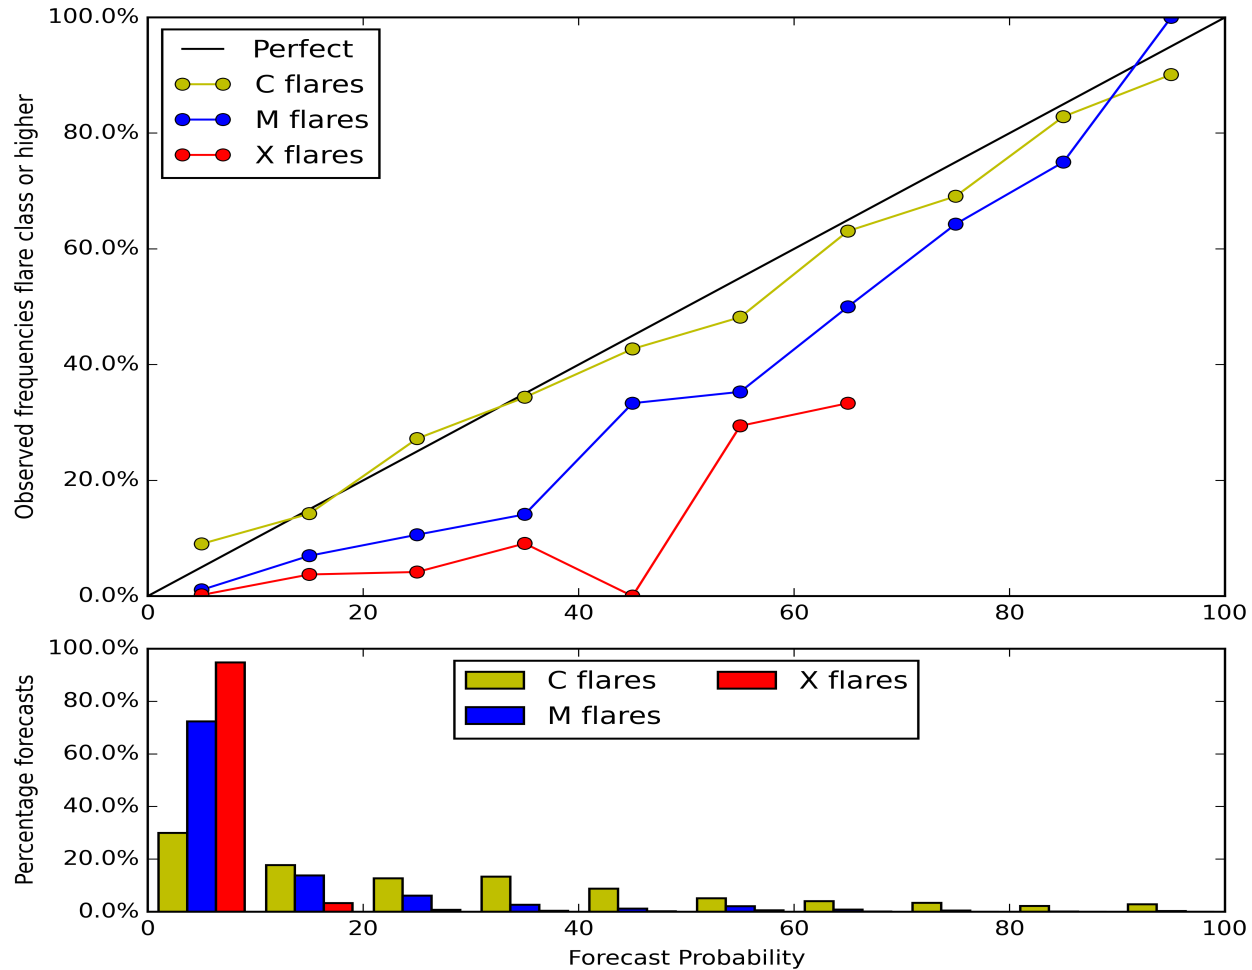 100.0%
80.0%
60.0%
40.0%
20.0%
0.0%
Observed frequencies flare class or higher
Perfect
C flares
M flares
X flares
0 20 40 60 80 100
100.0%
80.0%
60.0%
40.0%
20.0%
0.0%
Percentage forecasts
C flares X flares
M flares
0 20 40 60 80 100
Forecast Probability